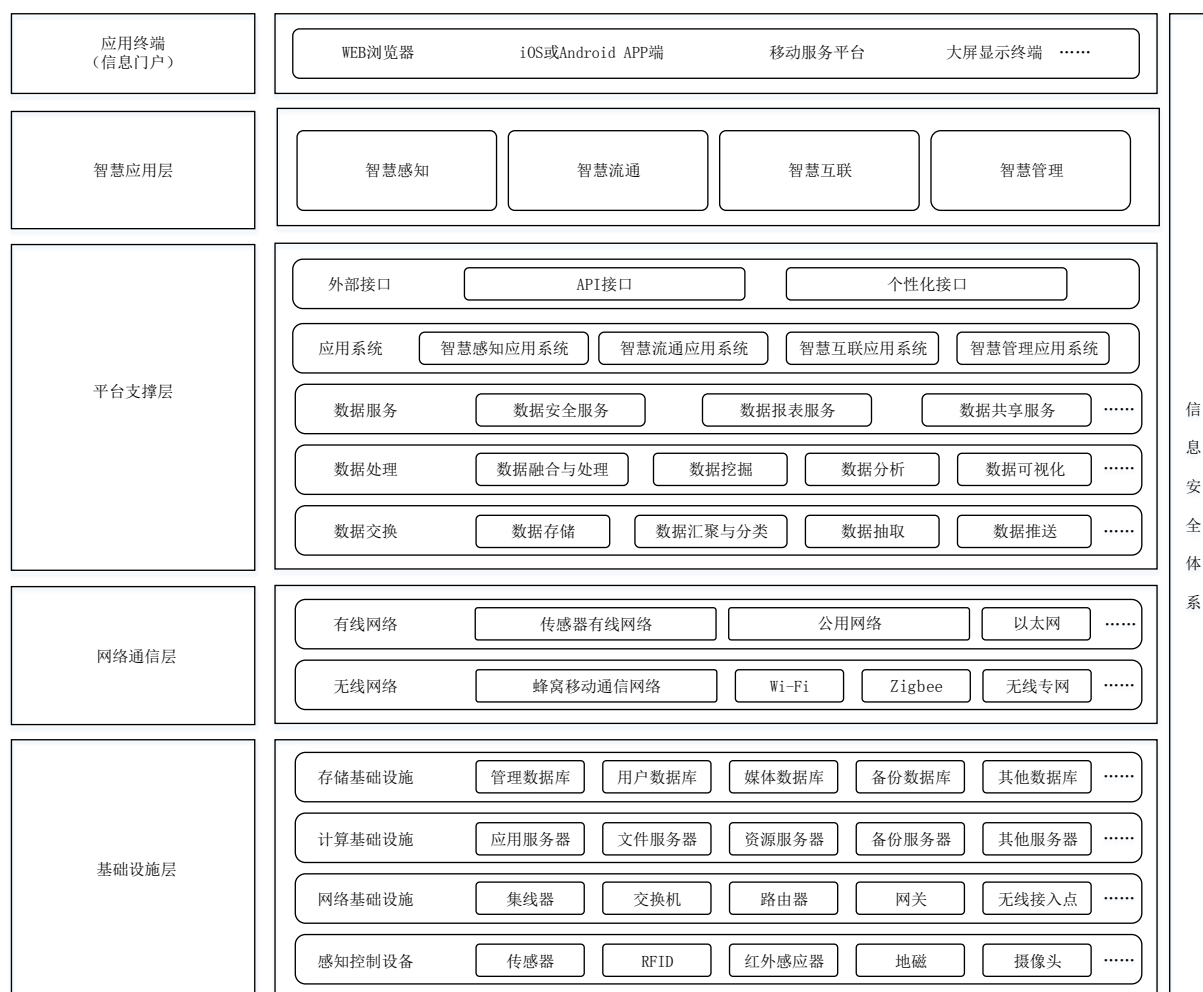 应用终端
（信息门户）
WEB浏览器 iOS或Android APP端 移动服务平台 大屏显示终端 ……
智慧应用层
智慧感知 智慧流通 智慧互联 智慧管理
平台支撑层
外部接口 API接口 个性化接口
应用系统 智慧感知应用系统 智慧流通应用系统 智慧互联应用系统 智慧管理应用系统
数据服务 数据安全服务 数据报表服务 数据共享服务 ……
数据处理 数据融合与处理 数据挖掘 数据分析 数据可视化 ……
数据交换 数据存储 数据汇聚与分类 数据抽取 数据推送 ……
网络通信层
有线网络 传感器有线网络 公用网络 以太网 ……
无线网络 蜂窝移动通信网络 Wi-Fi Zigbee 无线专网 ……
基础设施层
存储基础设施 管理数据库 用户数据库 媒体数据库 备份数据库 其他数据库 ……
计算基础设施 应用服务器 文件服务器 资源服务器 备份服务器 其他服务器 ……
网络基础设施 集线器 交换机 路由器 网关 无线接入点 ……
感知控制设备 传感器 RFID 红外感应器 地磁 摄像头 ……
信
息
安
全
体
系